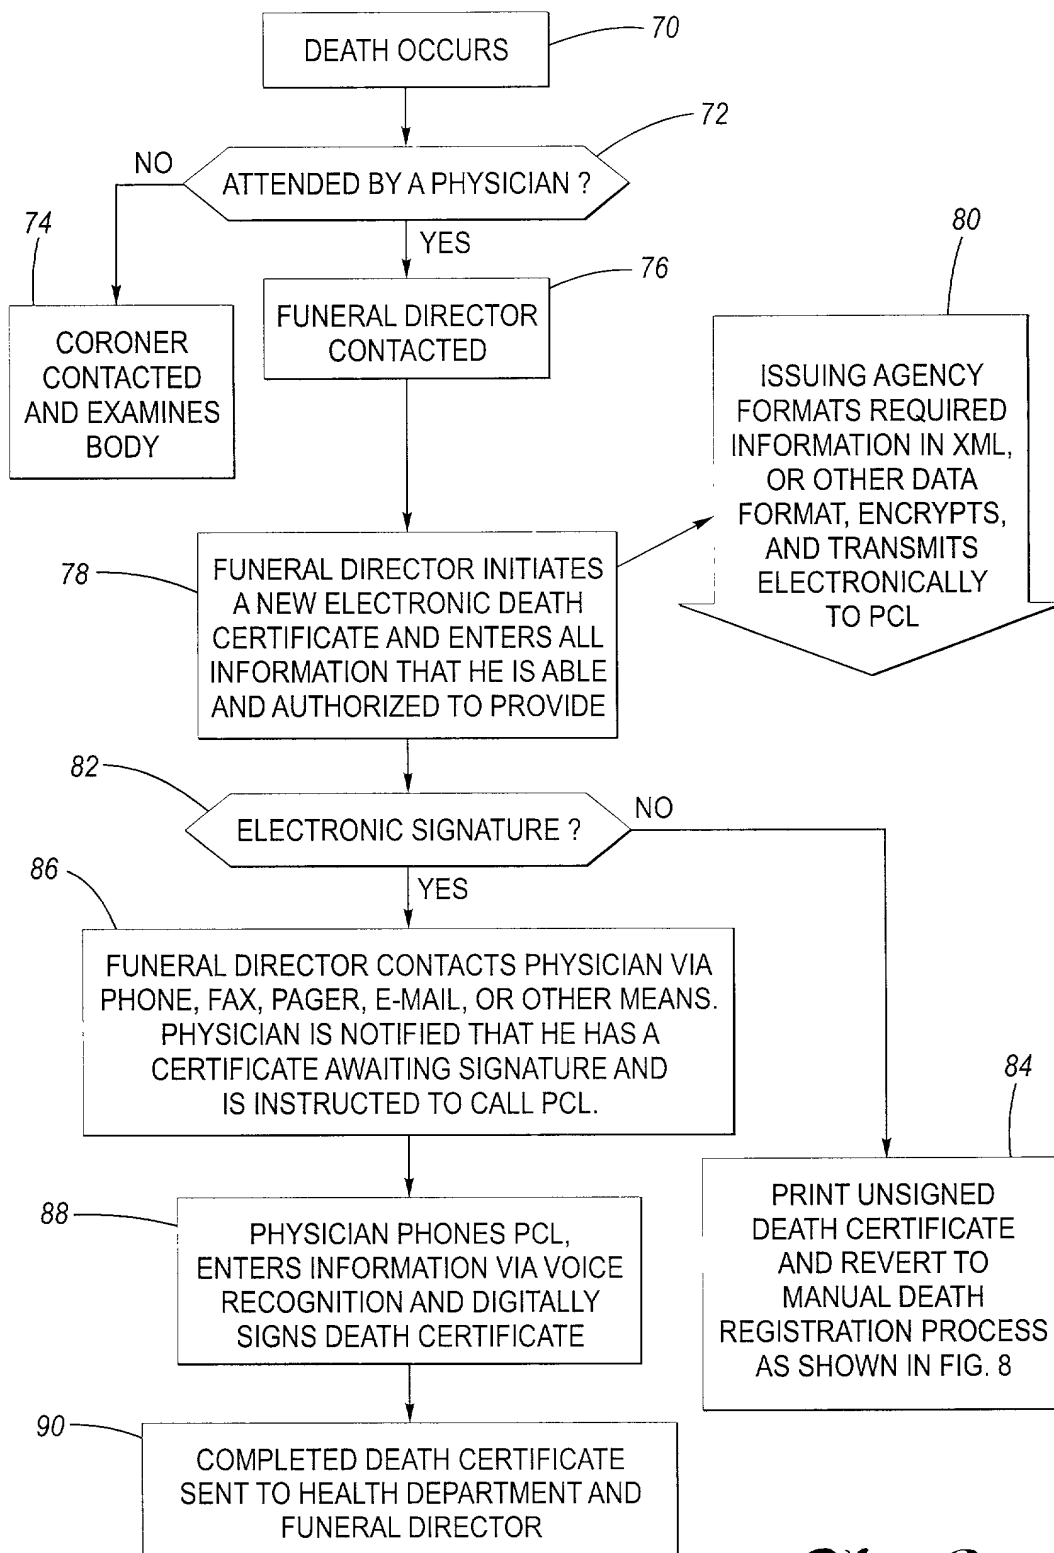 70
DEATH OCCURS
72
NO
ATTENDED BY A PHYSICIAN ?
74
YES
80
76
FUNERAL DIRECTOR
CONTACTED
CORONER
CONTACTED
AND EXAMINES
BODY
ISSUING AGENCY
FORMATS REQUIRED
INFORMATION IN XML,
OR OTHER DATA
FORMAT, ENCRYPTS,
AND TRANSMITS
ELECTRONICALLY
TO PCL
78
FUNERAL DIRECTOR INITIATES
A NEW ELECTRONIC DEATH
CERTIFICATE AND ENTERS ALL
INFORMATION THAT HE IS ABLE
AND AUTHORIZED TO PROVIDE
82
NO
ELECTRONIC SIGNATURE ?
86
YES
FUNERAL DIRECTOR CONTACTS PHYSICIAN VIA
PHONE, FAX, PAGER, E-MAIL, OR OTHER MEANS.
PHYSICIAN IS NOTIFIED THAT HE HAS A
CERTIFICATE AWAITING SIGNATURE AND
IS INSTRUCTED TO CALL PCL.
84
PRINT UNSIGNED
DEATH CERTIFICATE
AND REVERT TO
MANUAL DEATH
REGISTRATION PROCESS
AS SHOWN IN FIG. 8
88
PHYSICIAN PHONES PCL,
ENTERS INFORMATION VIA VOICE
RECOGNITION AND DIGITALLY
SIGNS DEATH CERTIFICATE
90
COMPLETED DEATH CERTIFICATE
SENT TO HEALTH DEPARTMENT AND
FUNERAL DIRECTOR